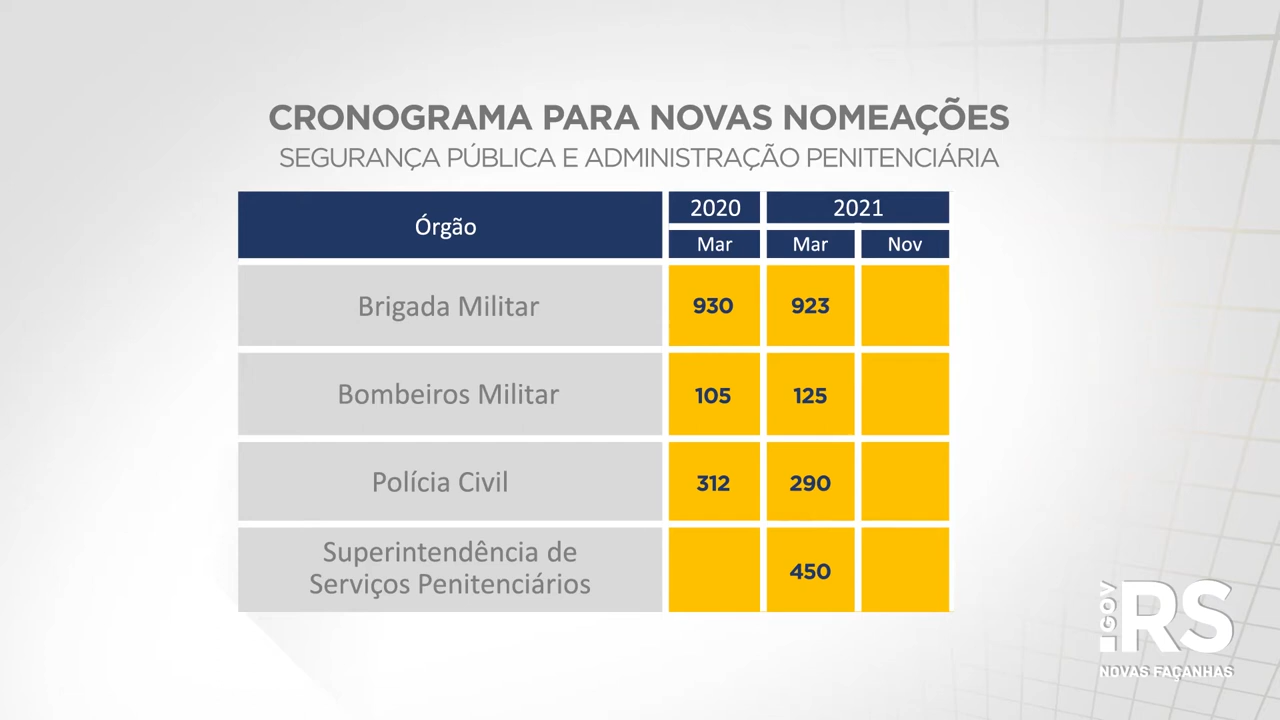 CRONOGRAMA PARA NOVAS NOMEAÇÕES
SEGURANÇA PÚBLICA E ADMINISTRAÇÃO PENITENCIÁRIA
Órgão
2020
2021
Mar
Mar
Nov
Brigada Militar
930
923
Bombeiros Militar
105
125
Polícia Civil
312
290
Superintendência de
Serviços Penitenciários
450
.GOV
RS
NOVAS FAÇANHAS